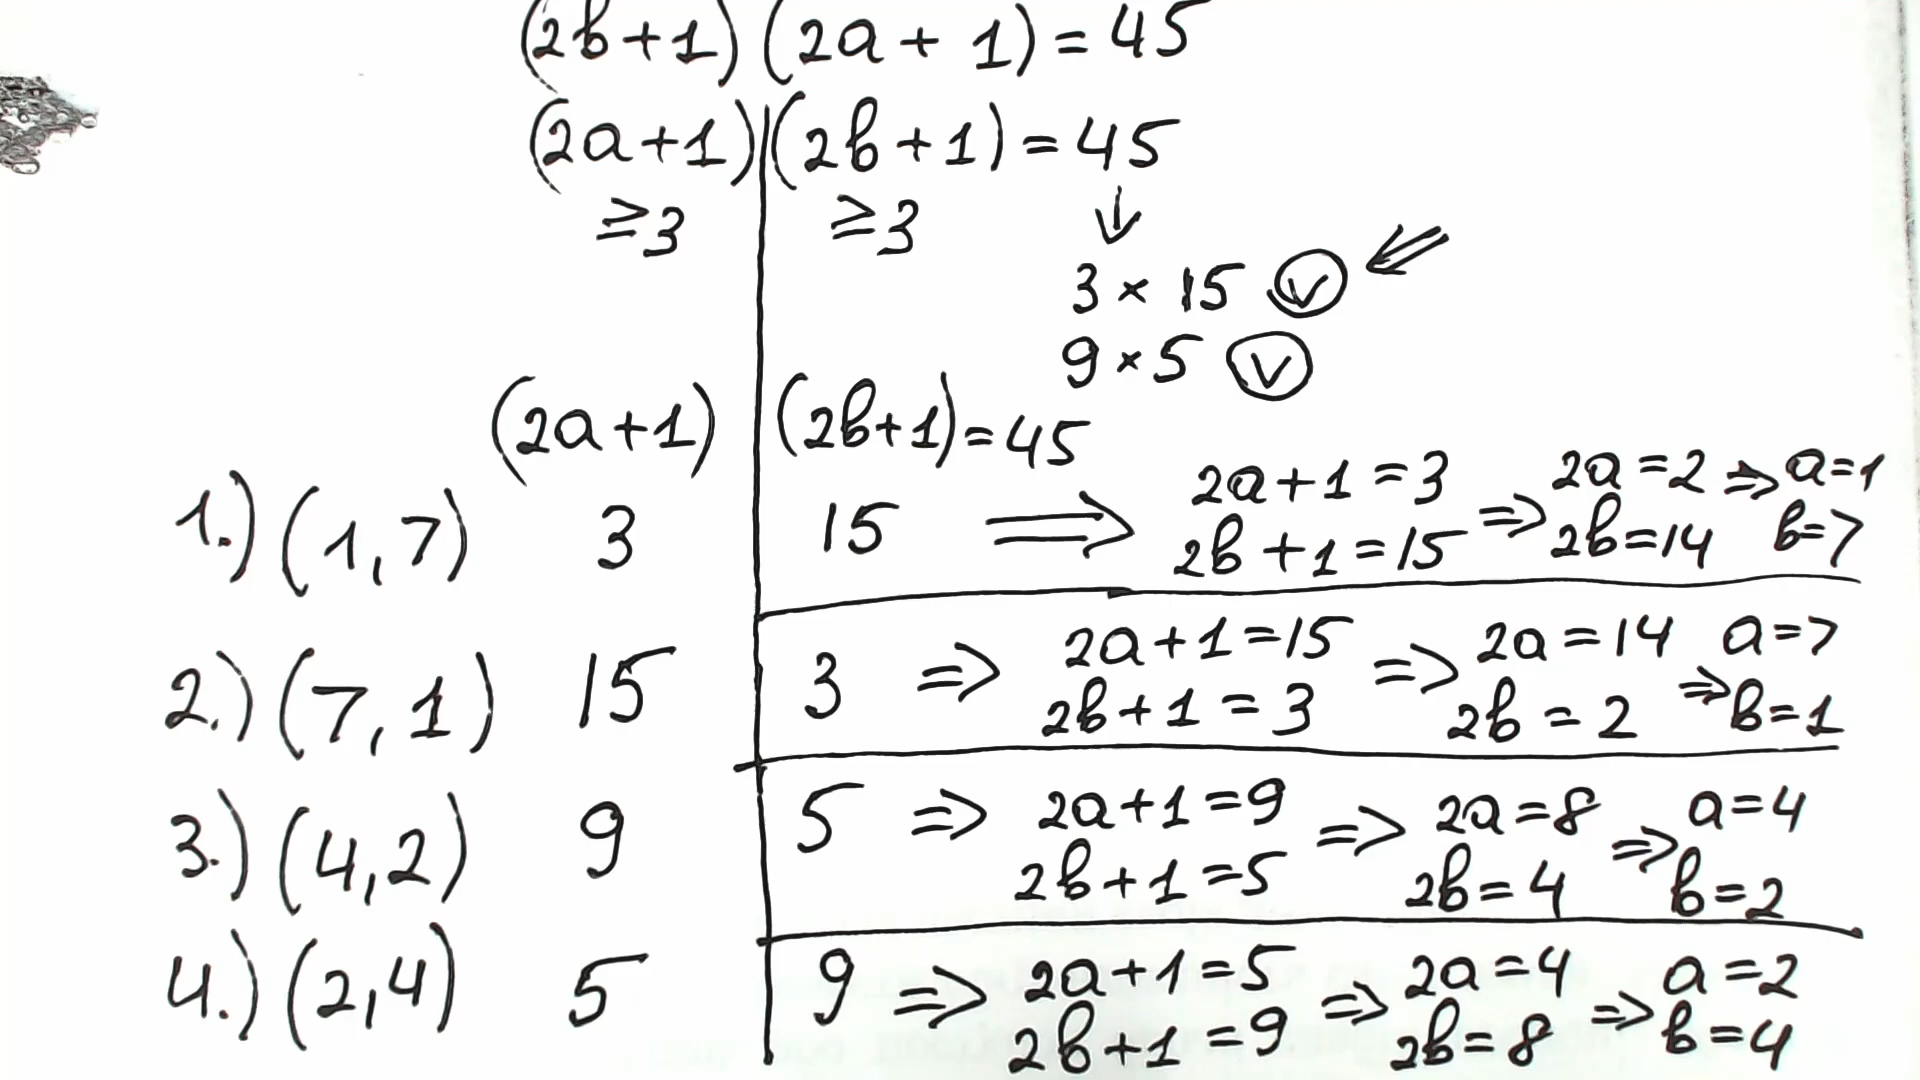 (2b+1)(2a+1)=45
(2a+1)(2b+1)=45
≥3 ≥3 ↓
3×15 ✓ ⇐
9×5 ✓
(2a+1) (2b+1)=45
1.) (1,7) 3 15 ⟹ 2a+1=3 ⇒ 2a=2 ⇒ a=1
2b+1=15 2b=14 b=7
2.) (7,1) 15 3 ⇒ 2a+1=15 ⇒ 2a=14 ⇒ a=7
2b+1=3 2b=2 b=1
3.) (4,2) 9 5 ⇒ 2a+1=9 ⇒ 2a=8 ⇒ a=4
2b+1=5 2b=4 b=2
4.) (2,4) 5 9 ⇒ 2a+1=5 ⇒ 2a=4 ⇒ a=2
2b+1=9 2b=8 b=4